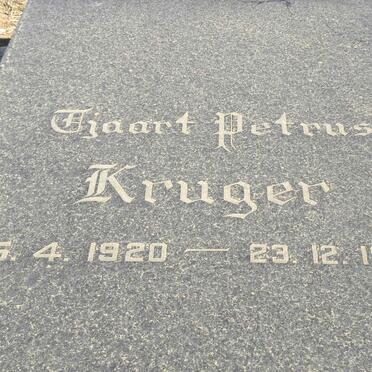 Tjaart Petrus
Kruger
5. 4. 1920 — 23. 12. 1